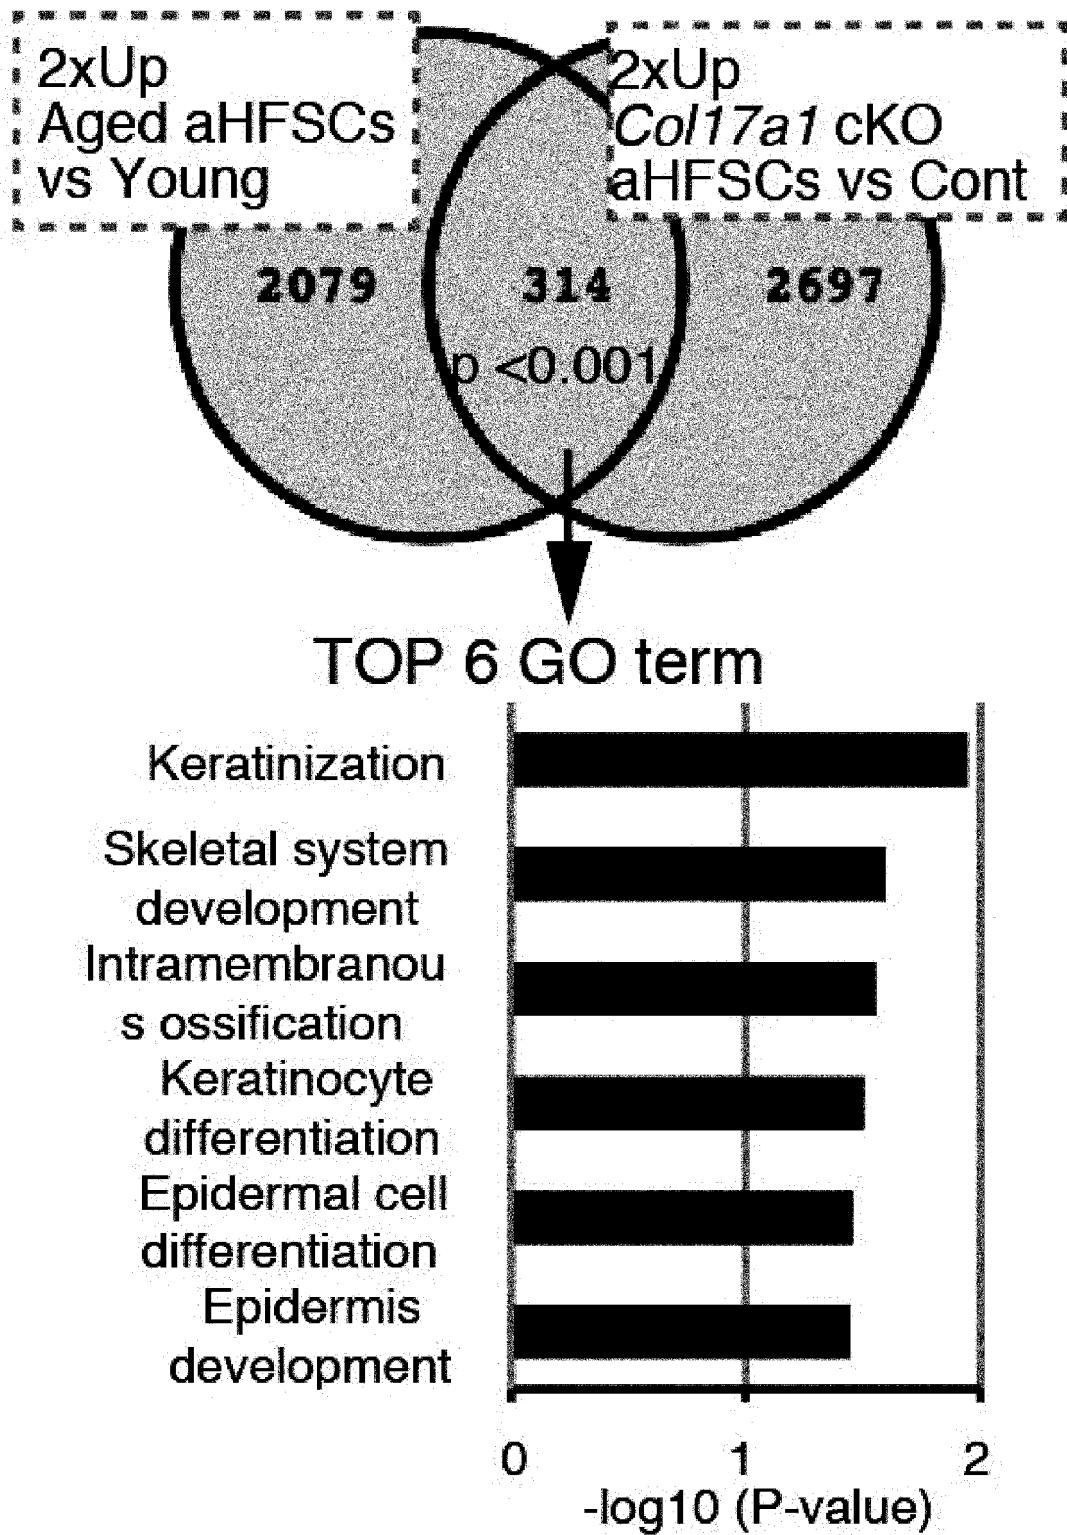 2xUp
Aged aHFSCs
vs Young
2xUp
Col17a1 cKO
aHFSCs vs Cont
2079
314
2697
p <0.001
TOP 6 GO term
Keratinization
Skeletal system
development
Intramembranou
s ossification
Keratinocyte
differentiation
Epidermal cell
differentiation
Epidermis
development
0
1
2
-log10 (P-value)